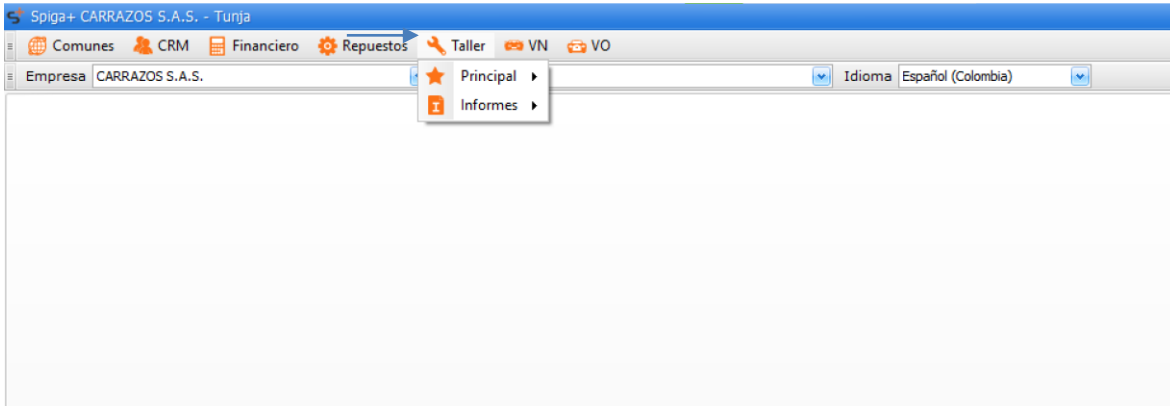 Spiga+ CARRAZOS S.A.S. - Tunja
Comunes CRM Financiero Repuestos Taller VN VO
Empresa CARRAZOS S.A.S. Idioma Español (Colombia)
Principal
Informes